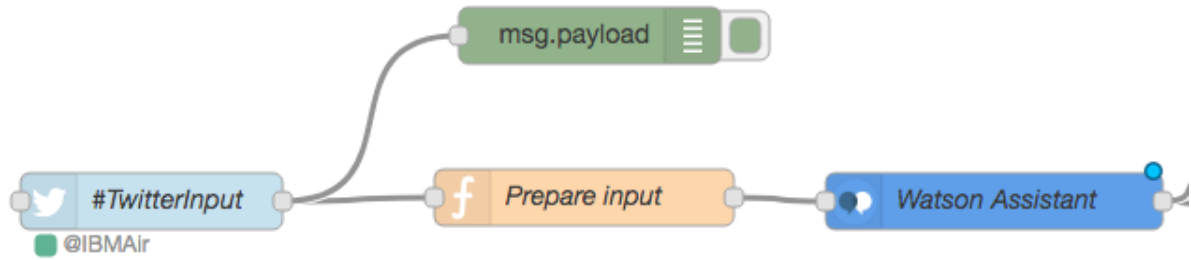 msg.payload
#TwitterInput
Prepare input
Watson Assistant
@IBMAir